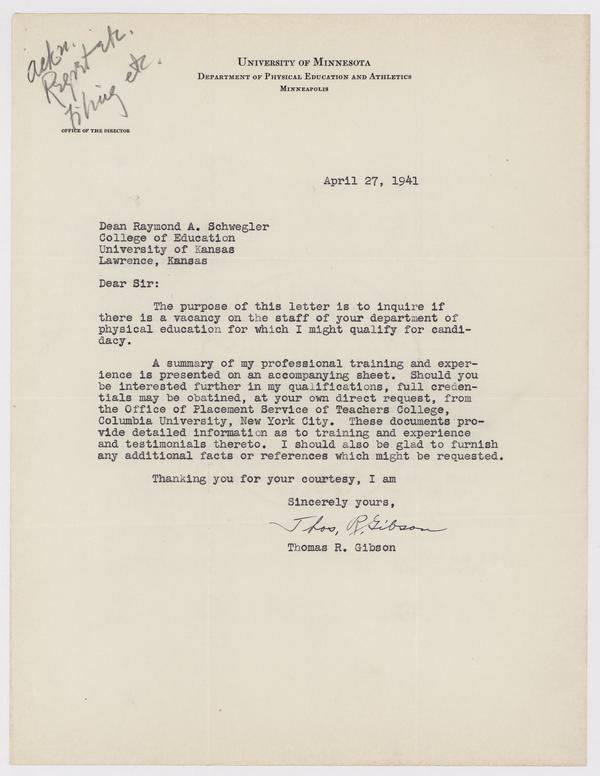 ackn.
Regret etc.
filing etc.
UNIVERSITY OF MINNESOTA
DEPARTMENT OF PHYSICAL EDUCATION AND ATHLETICS
MINNEAPOLIS
OFFICE OF THE DIRECTOR
April 27, 1941
Dean Raymond A. Schwegler
College of Education
University of Kansas
Lawrence, Kansas
Dear Sir:
The purpose of this letter is to inquire if
there is a vacancy on the staff of your department of
physical education for which I might qualify for candi-
dacy.
A summary of my professional training and exper-
ience is presented on an accompanying sheet. Should you
be interested further in my qualifications, full creden-
tials may be obatined, at your own direct request, from
the Office of Placement Service of Teachers College,
Columbia University, New York City. These documents pro-
vide detailed information as to training and experience
and testimonials thereto. I should also be glad to furnish
any additional facts or references which might be requested.
Thanking you for your courtesy, I am
Sincerely yours,
Thos. R. Gibson
Thomas R. Gibson